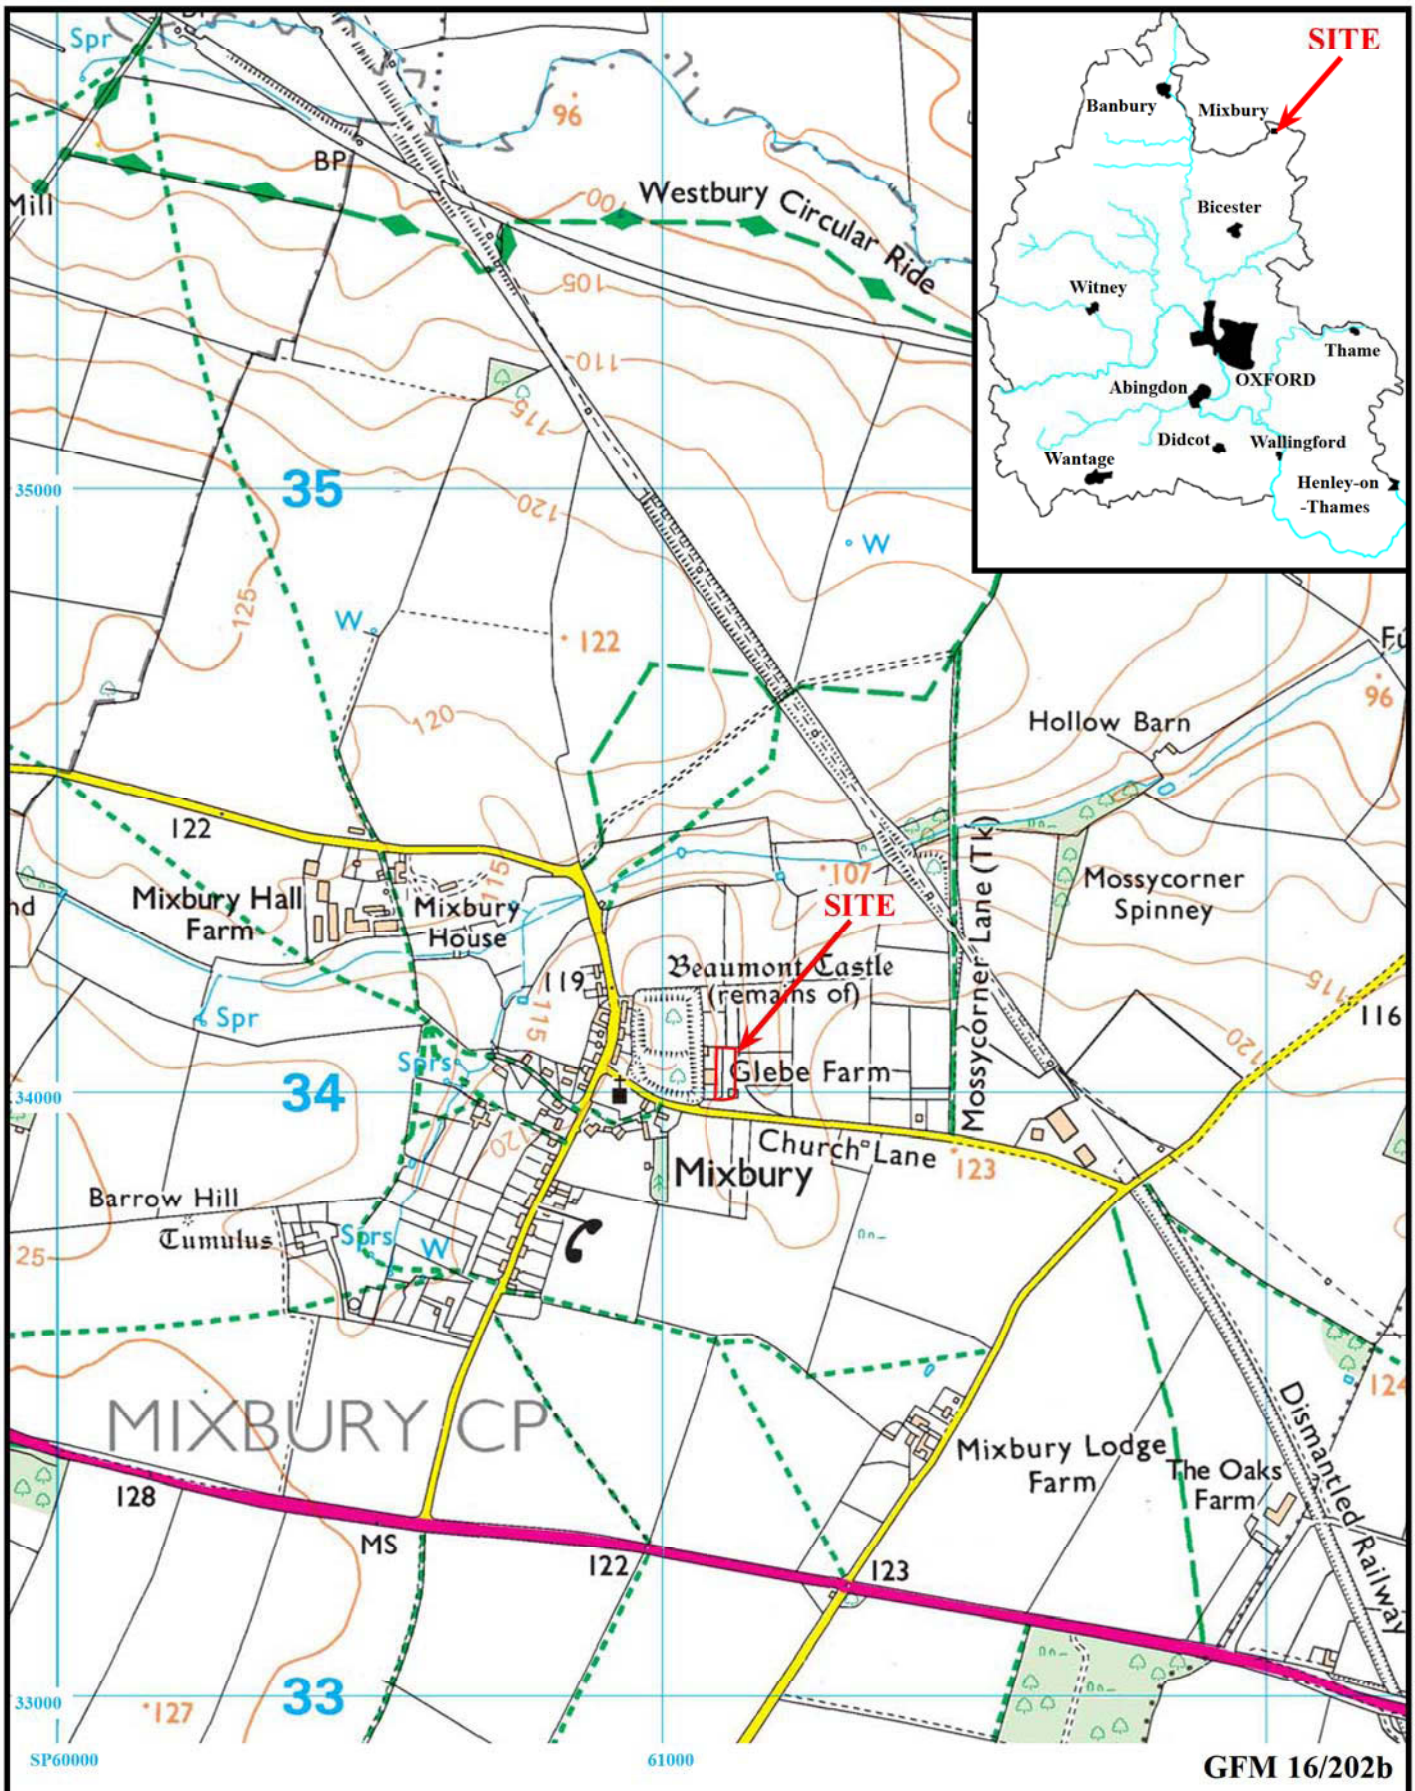 Spr
96
BP
Mill
100
Westbury Circular Ride
105
110
115
35000
35
120
W
125
W
122
120
Hollow Barn
96
122
115
107
SITE
Mixbury Hall
Farm
Mixbury
House
Mossycorner
Spinney
nd
119
Beaumont Castle
(remains of)
115
Spr
Mossycorner Lane (Tk)
115
116
120
Sprs
Glebe Farm
34000
34
120
Church Lane
123
Mixbury
Barrow Hill
Tumulus
Sprs
W
25
MIXBURY CP
124
Dismantled Railway
Mixbury Lodge
Farm
The Oaks
Farm
128
MS
122
123
33000
33
127
SP60000
61000
GFM 16/202b
SITE
Banbury
Mixbury
Bicester
Witney
Thame
OXFORD
Abingdon
Didcot
Wallingford
Wantage
Henley-on
-Thames